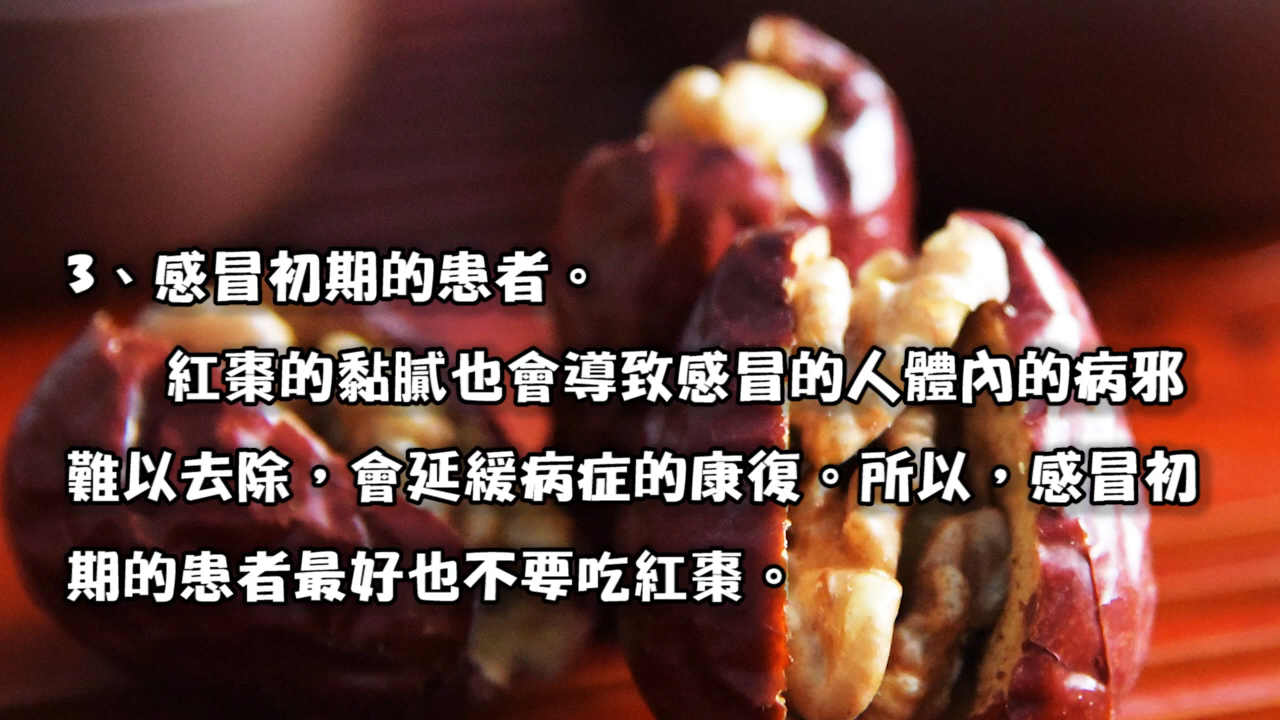 3、感冒初期的患者。
紅棗的黏膩也會導致感冒的人體內的病邪
難以去除，會延緩病症的康復。所以，感冒初
期的患者最好也不要吃紅棗。